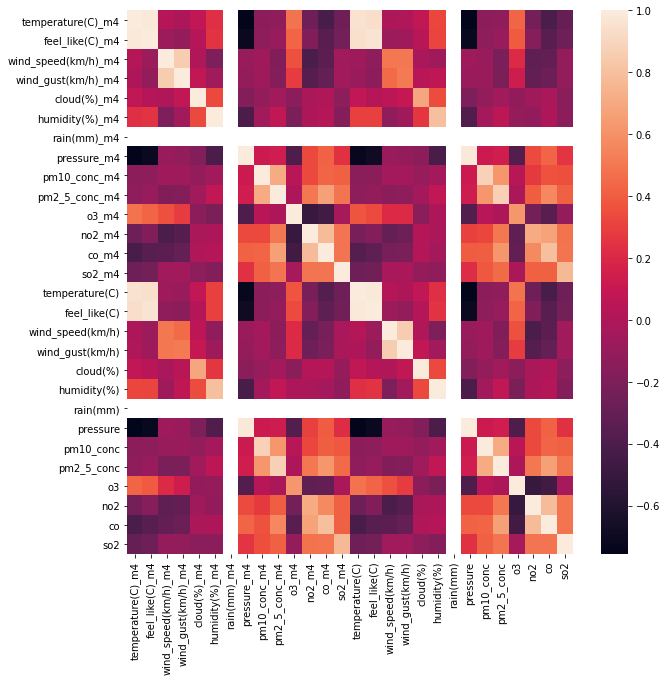 temperature(C)_m4
feel_like(C)_m4
wind_speed(km/h)_m4
wind_gust(km/h)_m4
cloud(%)_m4
humidity(%)_m4
rain(mm)_m4
pressure_m4
pm10_conc_m4
pm2_5_conc_m4
o3_m4
no2_m4
co_m4
so2_m4
temperature(C)
feel_like(C)
wind_speed(km/h)
wind_gust(km/h)
cloud(%)
humidity(%)
rain(mm)
pressure
pm10_conc
pm2_5_conc
o3
no2
co
so2
temperature(C)_m4
feel_like(C)_m4
wind_speed(km/h)_m4
wind_gust(km/h)_m4
cloud(%)_m4
humidity(%)_m4
rain(mm)_m4
pressure_m4
pm10_conc_m4
pm2_5_conc_m4
o3_m4
no2_m4
co_m4
so2_m4
temperature(C)
feel_like(C)
wind_speed(km/h)
wind_gust(km/h)
cloud(%)
humidity(%)
rain(mm)
pressure
pm10_conc
pm2_5_conc
o3
no2
co
so2
1.0
0.8
0.6
0.4
0.2
0.0
−0.2
−0.4
−0.6